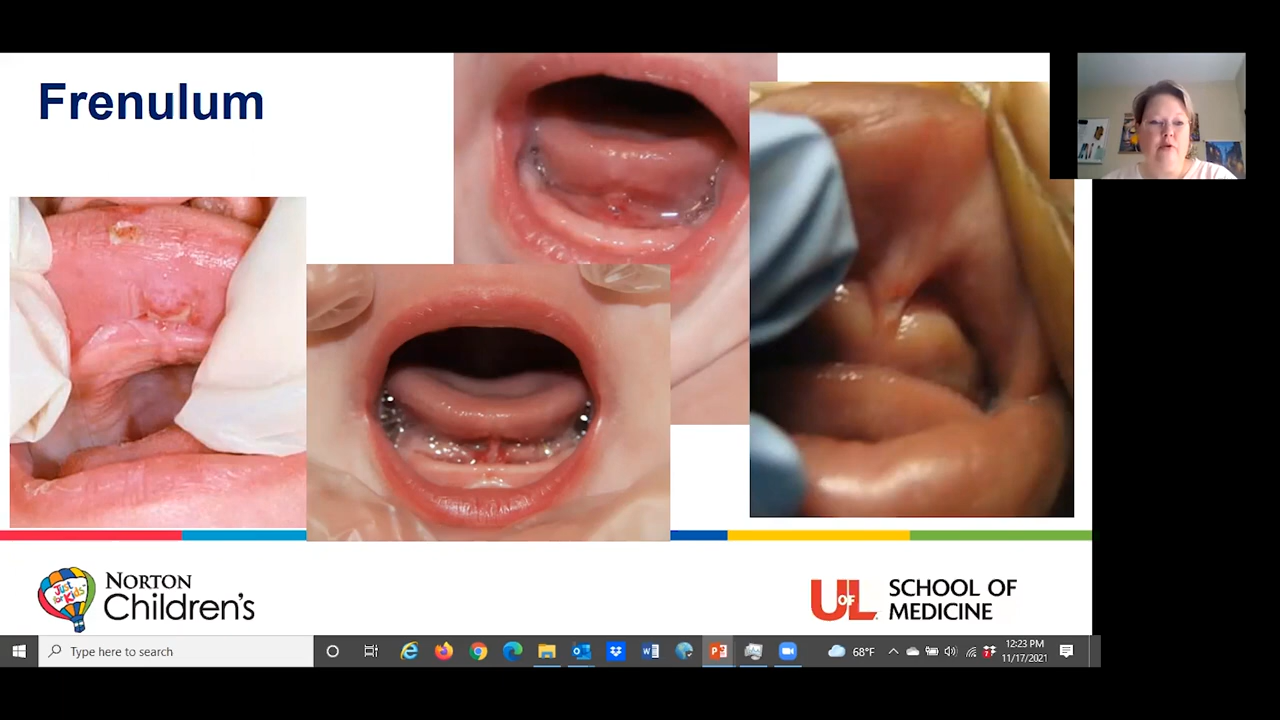 Frenulum
Just
for
Kids
NORTON
Children's
UofL
SCHOOL OF
MEDICINE
Type here to search
68°F
12:23 PM
11/17/2021